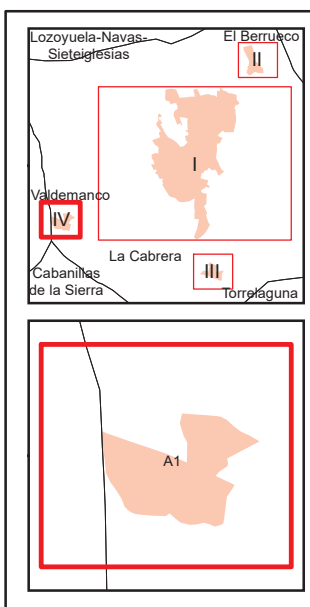 Lozoyuela-Navas-
Sieteiglesias
El Berrueco
II
I
Valdemanco
IV
La Cabrera
III
Cabanillas
de la Sierra
Torrelaguna
A1